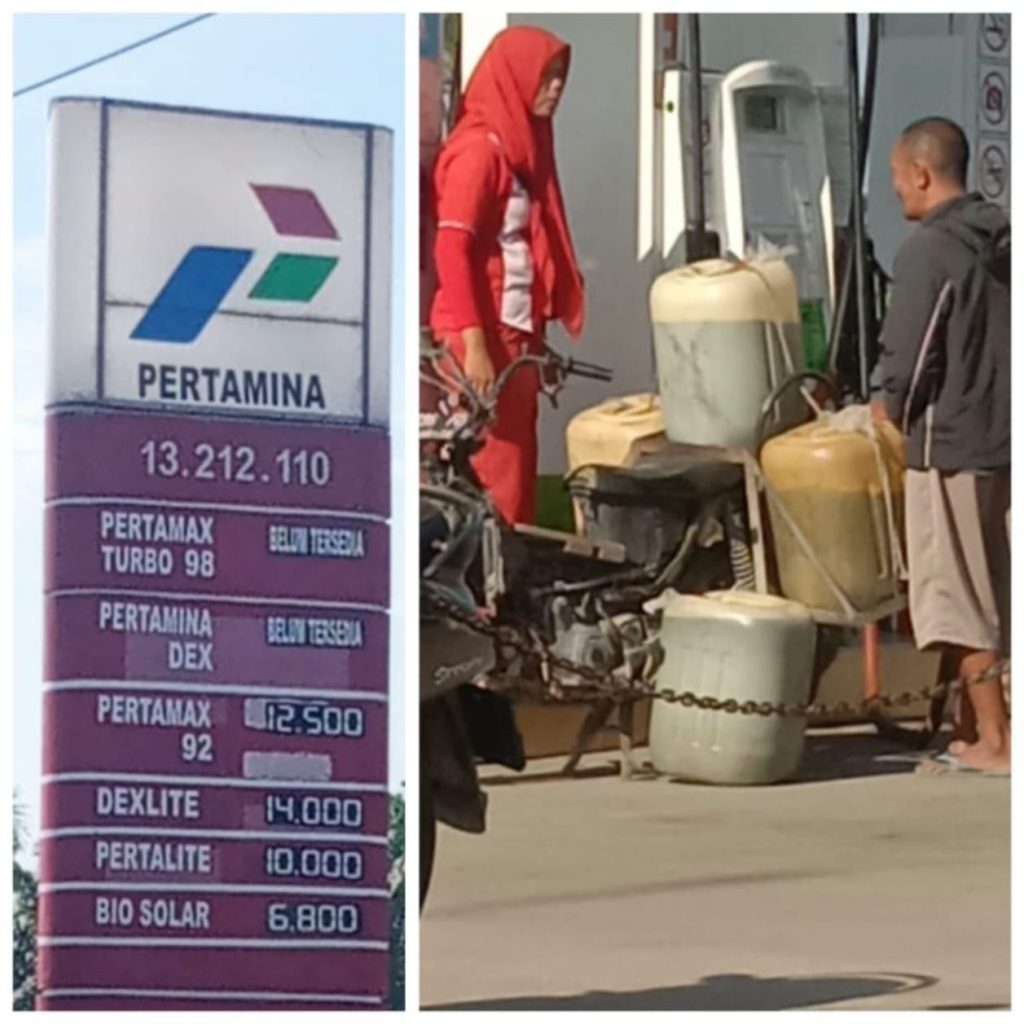 PERTAMINA
13.212.110
PERTAMAX
TURBO 98
BELUM TERSEDIA
PERTAMINA
DEX
BELUM TERSEDIA
PERTAMAX
92
12.500
DEXLITE 14.000
PERTALITE 10.000
BIO SOLAR 6.800